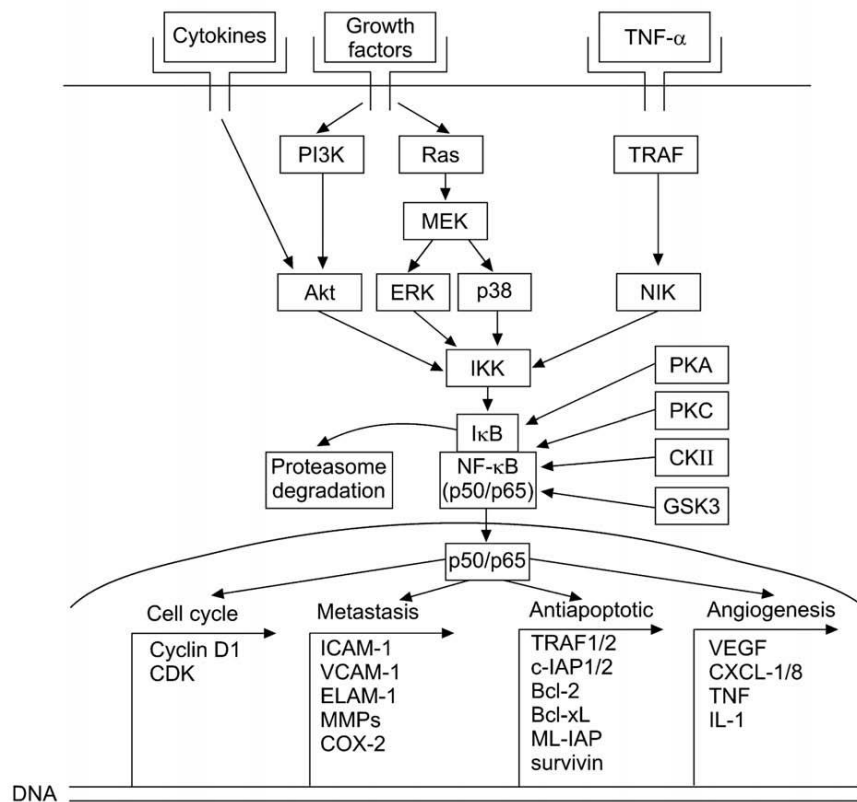 Cytokines
Growth
factors
TNF-α
PI3K
Ras
TRAF
MEK
Akt
ERK
p38
NIK
IKK
PKA
IκB
PKC
Proteasome
degradation
NF-κB
(p50/p65)
CKII
GSK3
p50/p65
Cell cycle
Cyclin D1
CDK
Metastasis
ICAM-1
VCAM-1
ELAM-1
MMPs
COX-2
Antiapoptotic
TRAF1/2
c-IAP1/2
Bcl-2
Bcl-xL
ML-IAP
survivin
Angiogenesis
VEGF
CXCL-1/8
TNF
IL-1
DNA